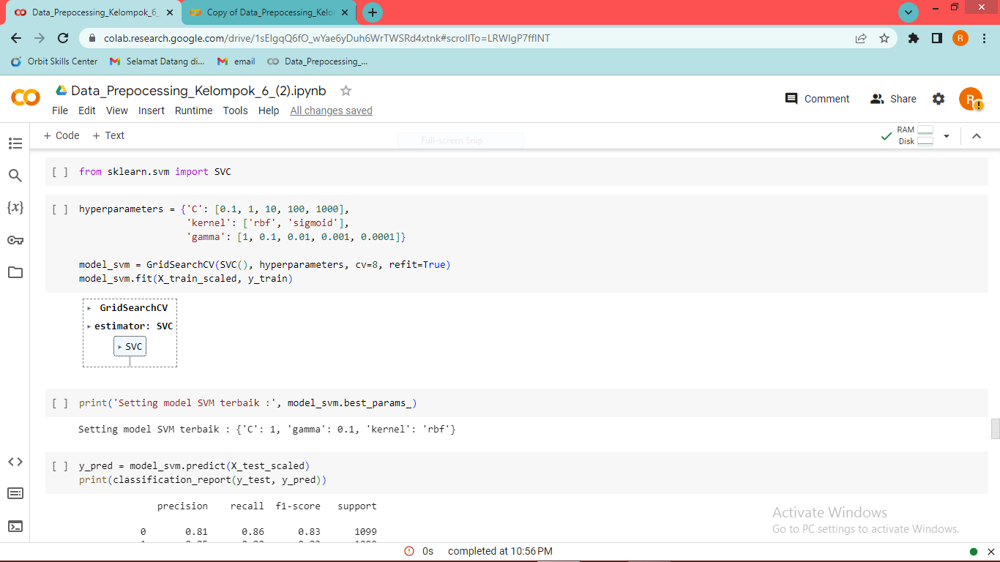 Data_Prepocessing_Kelompok_6_
Copy of Data_Prepocessing_Kelor
colab.research.google.com/drive/1sElgqQ6fO_wYae6yDuh6WrTWSRd4xtnk#scrollTo=LRWIgP7ffINT
R
Orbit Skills Center
Selamat Datang di...
email
Data_Prepocessing_...
Data_Prepocessing_Kelompok_6_(2).ipynb
Comment
Share
R
File Edit View Insert Runtime Tools Help All changes saved
+ Code + Text
Full-screen Snip
RAM
Disk
[ ] from sklearn.svm import SVC
[ ] hyperparameters = {'C': [0.1, 1, 10, 100, 1000],
'kernel': ['rbf', 'sigmoid'],
'gamma': [1, 0.1, 0.01, 0.001, 0.0001]}
model_svm = GridSearchCV(SVC(), hyperparameters, cv=8, refit=True)
model_svm.fit(X_train_scaled, y_train)
▸ GridSearchCV
▸ estimator: SVC
▸ SVC
[ ] print('Setting model SVM terbaik :', model_svm.best_params_)
Setting model SVM terbaik : {'C': 1, 'gamma': 0.1, 'kernel': 'rbf'}
[ ] y_pred = model_svm.predict(X_test_scaled)
print(classification_report(y_test, y_pred))
precision recall f1-score support
0 0.81 0.86 0.83 1099
Activate Windows
Go to PC settings to activate Windows.
0s completed at 10:56 PM